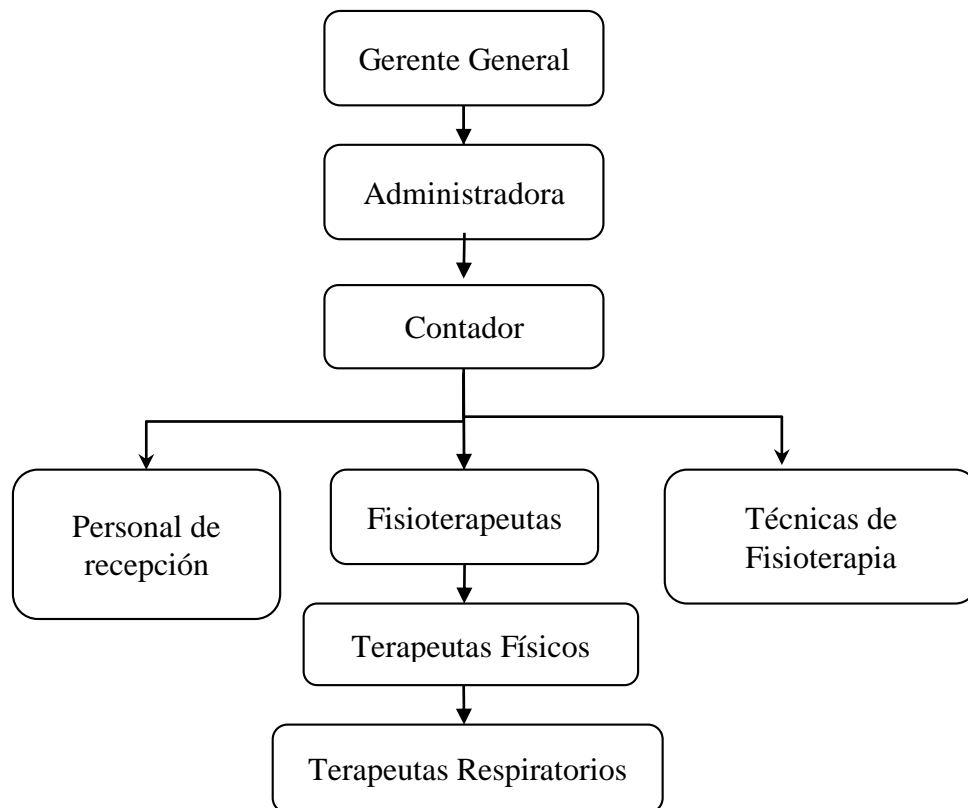 Gerente General
Administradora
Contador
Personal de
recepción
Fisioterapeutas
Técnicas de
Fisioterapia
Terapeutas Físicos
Terapeutas Respiratorios